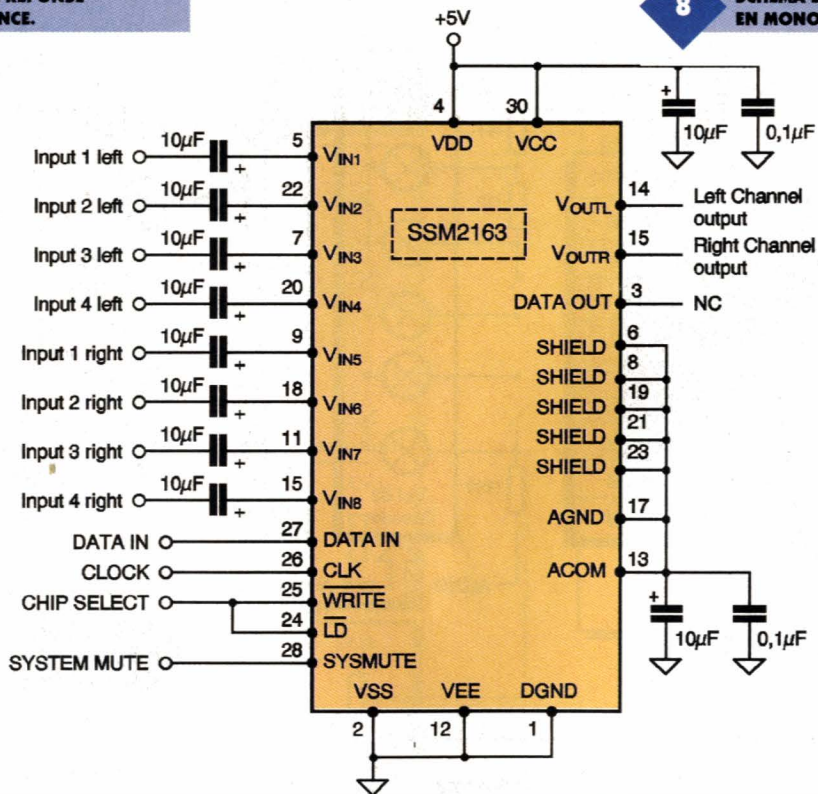 RÉPONSE
NCE.
8
EN MONO
+5V
4
30
+
10µF
0,1µF
VDD
VCC
SSM2163
Input 1 left
10µF
+
5
VIN1
Input 2 left
10µF
+
22
VIN2
Input 3 left
10µF
+
7
VIN3
Input 4 left
10µF
+
20
VIN4
Input 1 right
10µF
+
9
VIN5
Input 2 right
10µF
+
18
VIN6
Input 3 right
10µF
+
11
VIN7
Input 4 right
10µF
+
15
VIN8
DATA IN
27
DATA IN
CLOCK
26
CLK
CHIP SELECT
25
WRITE
24
LD
SYSTEM MUTE
28
SYSMUTE
VOUTL
14
Left Channel
output
VOUTR
15
Right Channel
output
DATA OUT
3
NC
SHIELD
6
SHIELD
8
SHIELD
19
SHIELD
21
SHIELD
23
AGND
17
ACOM
13
+
10µF
0,1µF
VSS
VEE
DGND
2
12
1